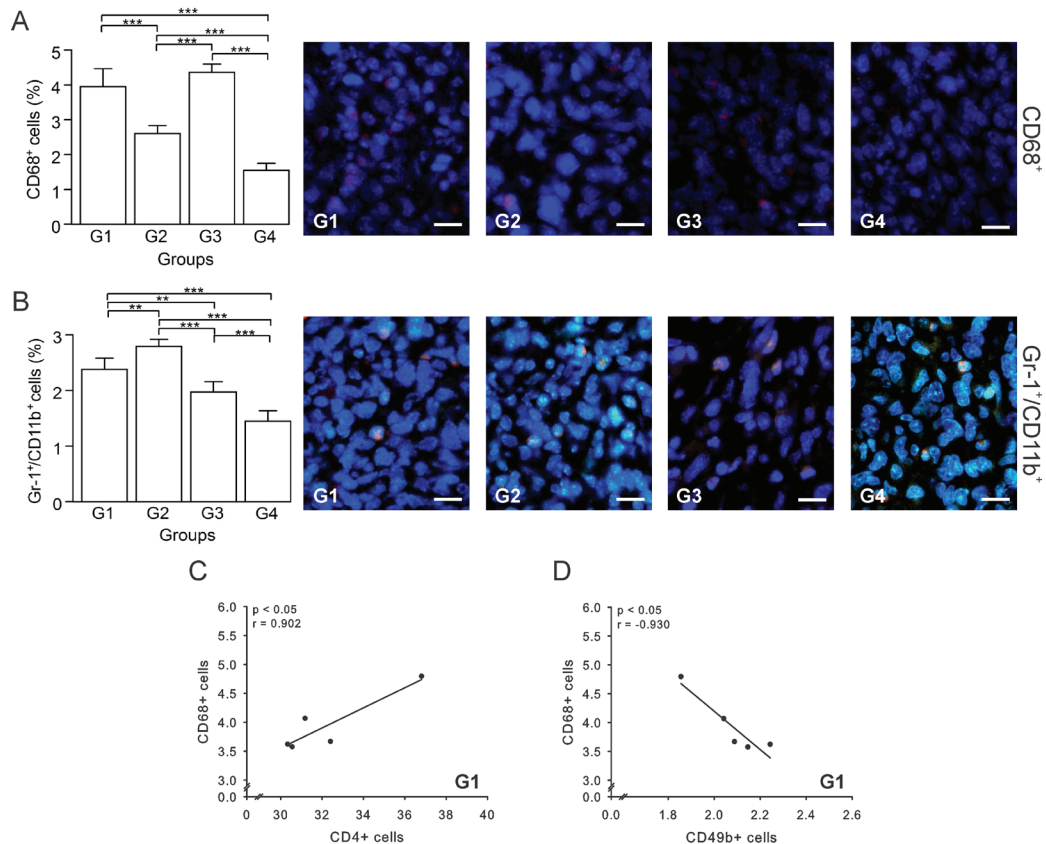 A
***
***
***
***
***
5
4
3
2
1
0
CD68⁺ cells (%)
G1 G2 G3 G4
Groups
G1
G2
G3
G4
CD68⁺
B
***
**
**
***
***
***
3
2
1
0
Gr-1⁺/CD11b⁺ cells (%)
G1 G2 G3 G4
Groups
G1
G2
G3
G4
Gr-1⁺/CD11b⁺
C
p < 0.05
r = 0.902
6.0
5.5
5.0
4.5
4.0
3.5
3.0
0.0
CD68+ cells
G1
0 30 32 34 36 38 40
CD4+ cells
D
p < 0.05
r = -0.930
6.0
5.5
5.0
4.5
4.0
3.5
3.0
0.0
CD68+ cells
G1
0.0 1.8 2.0 2.2 2.4 2.6
CD49b+ cells